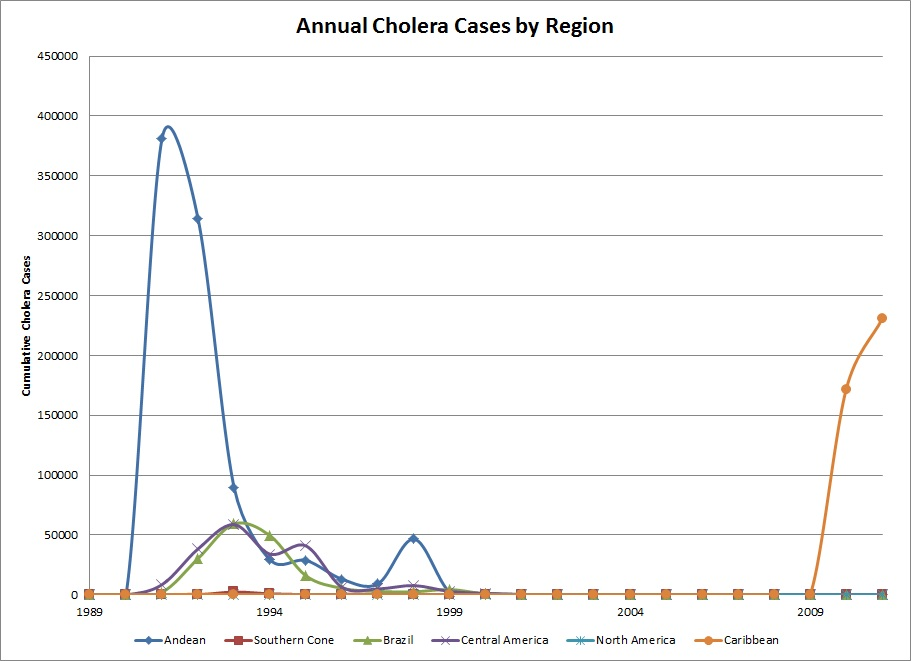 Annual Cholera Cases by Region
450000
400000
350000
300000
250000
200000
150000
100000
50000
0
Cumulative Cholera Cases
1989 1994 1999 2004 2009
Andean Southern Cone Brazil Central America North America Caribbean